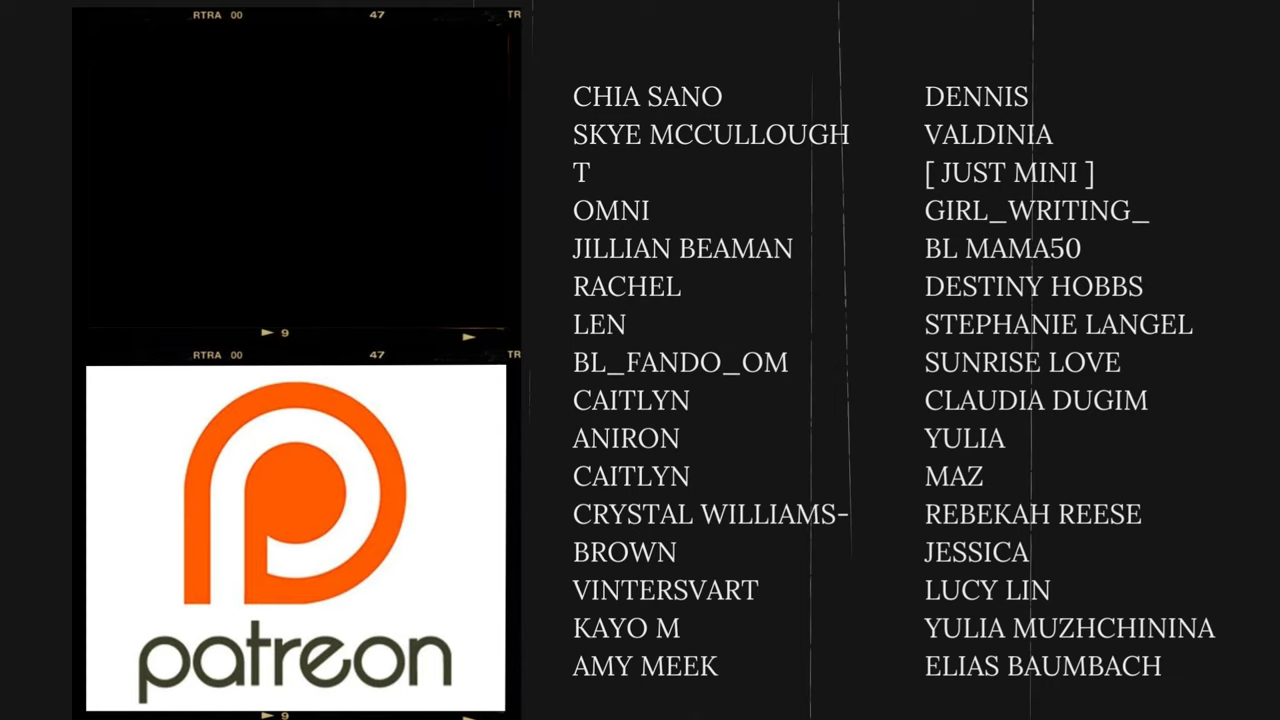 RTRA 00 47 TR
9
RTRA 00 47 TR
patreon
9
CHIA SANO
SKYE MCCULLOUGH
T
OMNI
JILLIAN BEAMAN
RACHEL
LEN
BL_FANDO_OM
CAITLYN
ANIRON
CAITLYN
CRYSTAL WILLIAMS-
BROWN
VINTERSVART
KAYO M
AMY MEEK
DENNIS
VALDINIA
[ JUST MINI ]
GIRL_WRITING_
BL MAMA50
DESTINY HOBBS
STEPHANIE LANGEL
SUNRISE LOVE
CLAUDIA DUGIM
YULIA
MAZ
REBEKAH REESE
JESSICA
LUCY LIN
YULIA MUZHCHININA
ELIAS BAUMBACH